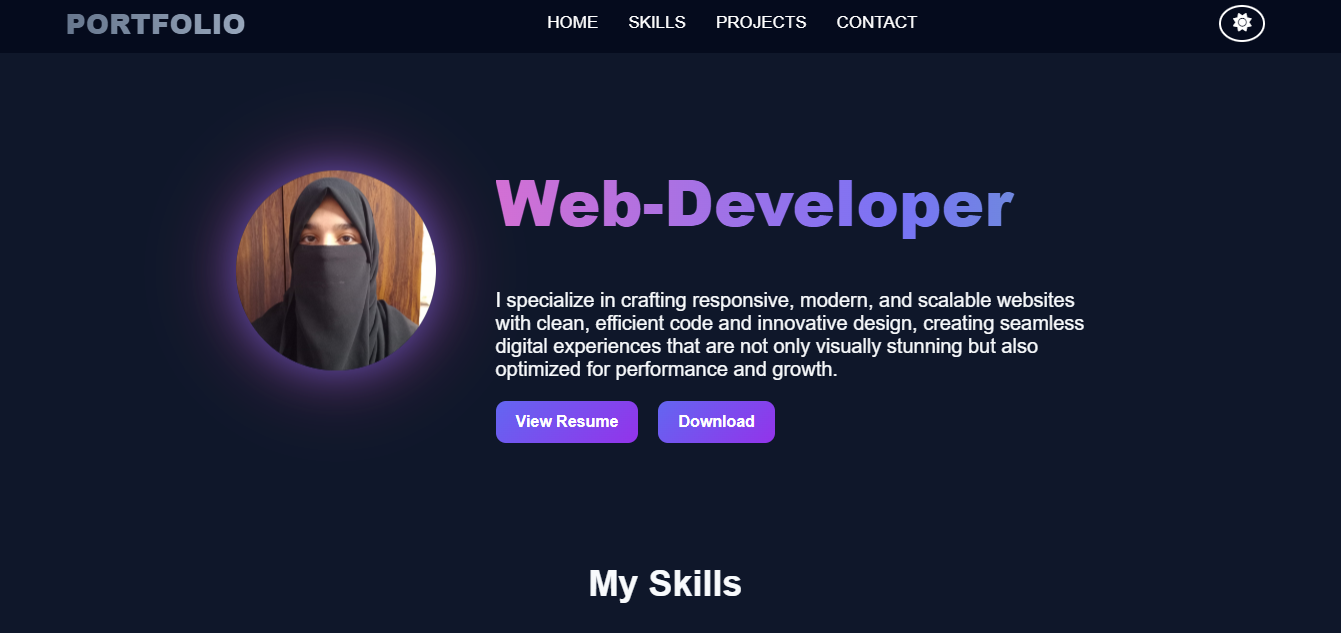 PORTFOLIO
HOME SKILLS PROJECTS CONTACT
Web-Developer
I specialize in crafting responsive, modern, and scalable websites
with clean, efficient code and innovative design, creating seamless
digital experiences that are not only visually stunning but also
optimized for performance and growth.
View Resume Download
My Skills